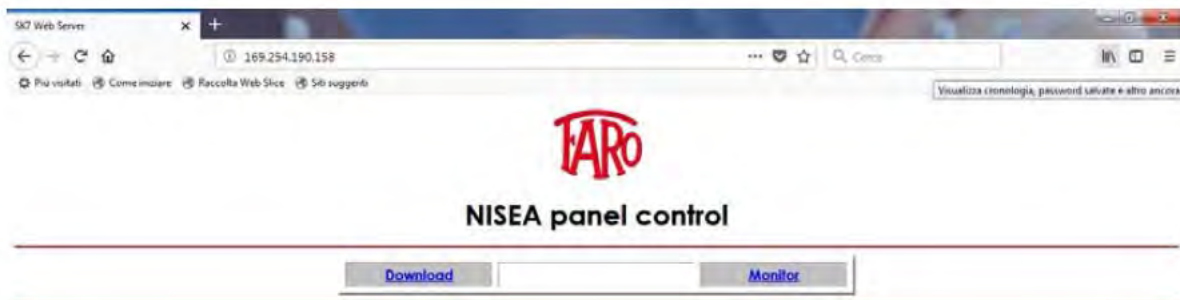 SK7 Web Server
169.254.190.158
Cerca
Più visitati Come iniziare Raccolta Web Slice Siti suggeriti
Visualizza cronologia, password salvate e altro ancora
FARO
NISEA panel control
Download Monitor